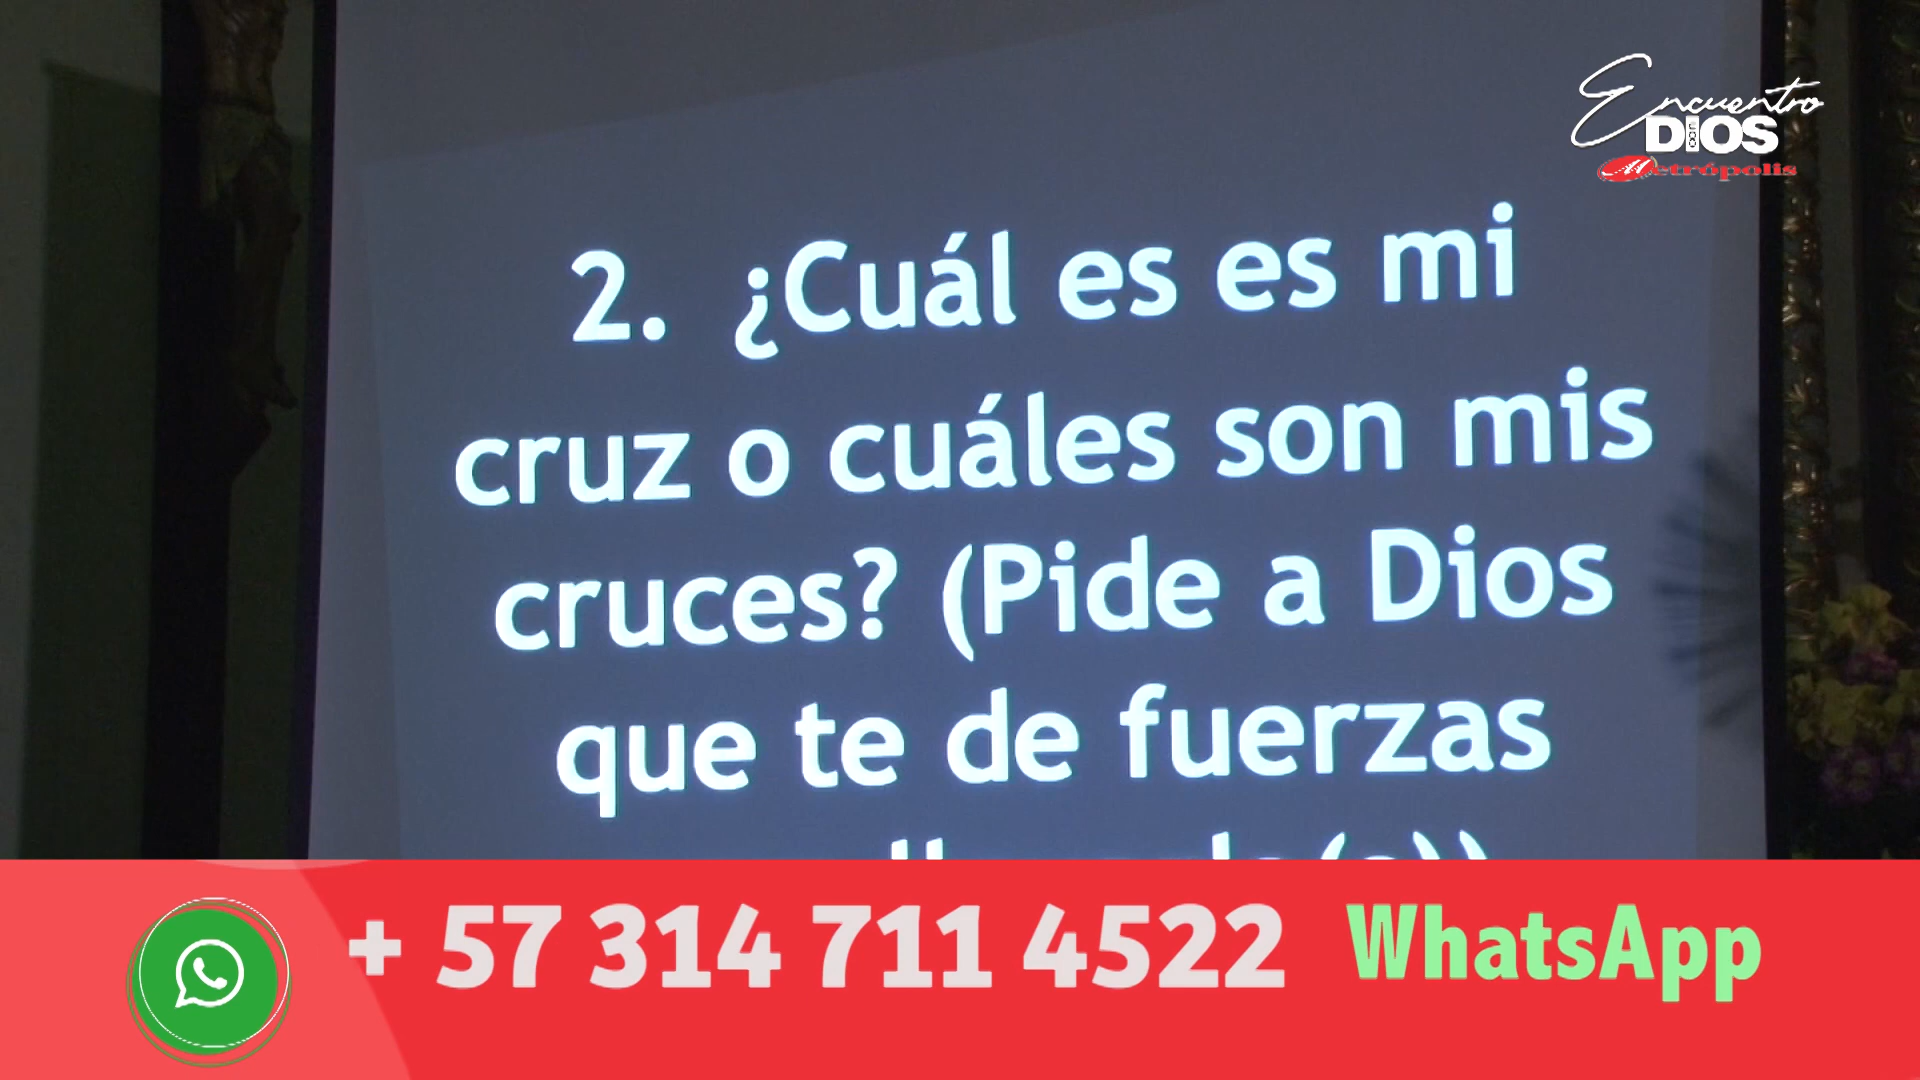 Encuentro
con
DIOS
Metrópolis
2. ¿Cuál es es mi
cruz o cuáles son mis
cruces? (Pide a Dios
que te de fuerzas
+ 57 314 711 4522 WhatsApp